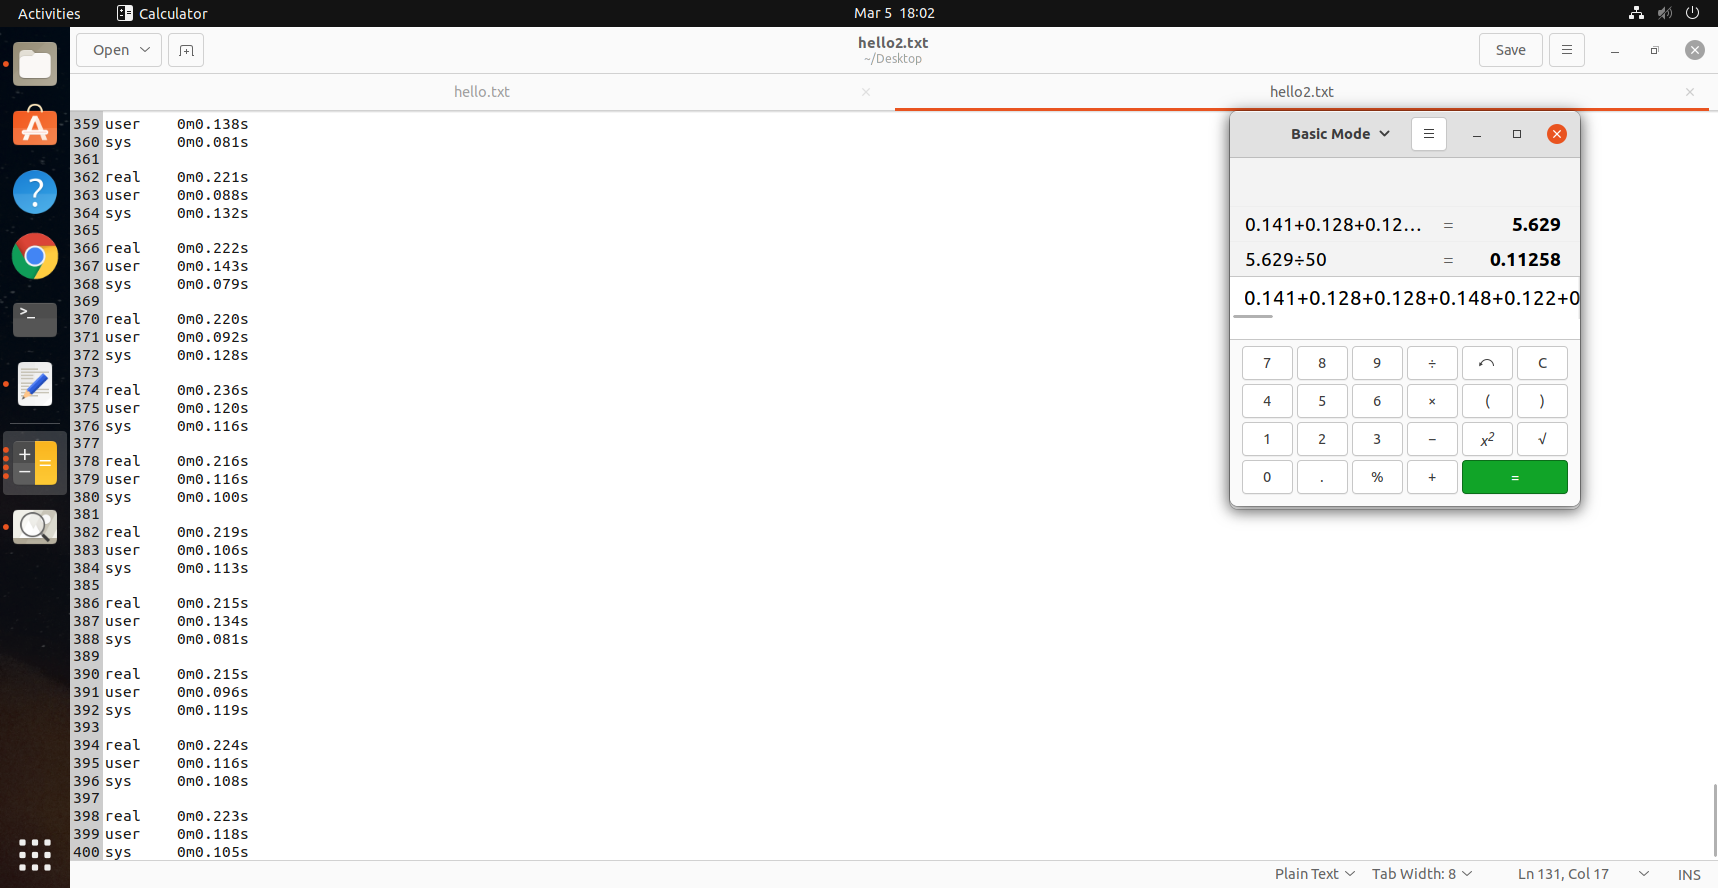 Activities Calculator Mar 5 18:02
Open hello2.txt Save
~/Desktop
hello.txt hello2.txt
359 user 0m0.138s
360 sys 0m0.081s
361
362 real 0m0.221s
363 user 0m0.088s
364 sys 0m0.132s
365
366 real 0m0.222s
367 user 0m0.143s
368 sys 0m0.079s
369
370 real 0m0.220s
371 user 0m0.092s
372 sys 0m0.128s
373
374 real 0m0.236s
375 user 0m0.120s
376 sys 0m0.116s
377
378 real 0m0.216s
379 user 0m0.116s
380 sys 0m0.100s
381
382 real 0m0.219s
383 user 0m0.106s
384 sys 0m0.113s
385
386 real 0m0.215s
387 user 0m0.134s
388 sys 0m0.081s
389
390 real 0m0.215s
391 user 0m0.096s
392 sys 0m0.119s
393
394 real 0m0.224s
395 user 0m0.116s
396 sys 0m0.108s
397
398 real 0m0.223s
399 user 0m0.118s
400 sys 0m0.105s
Basic Mode
0.141+0.128+0.12... = 5.629
5.629÷50 = 0.11258
0.141+0.128+0.128+0.148+0.122+0
7 8 9 ÷ C
4 5 6 × ( )
1 2 3 − x² √
0 . % + =
Plain Text Tab Width: 8 Ln 131, Col 17 INS